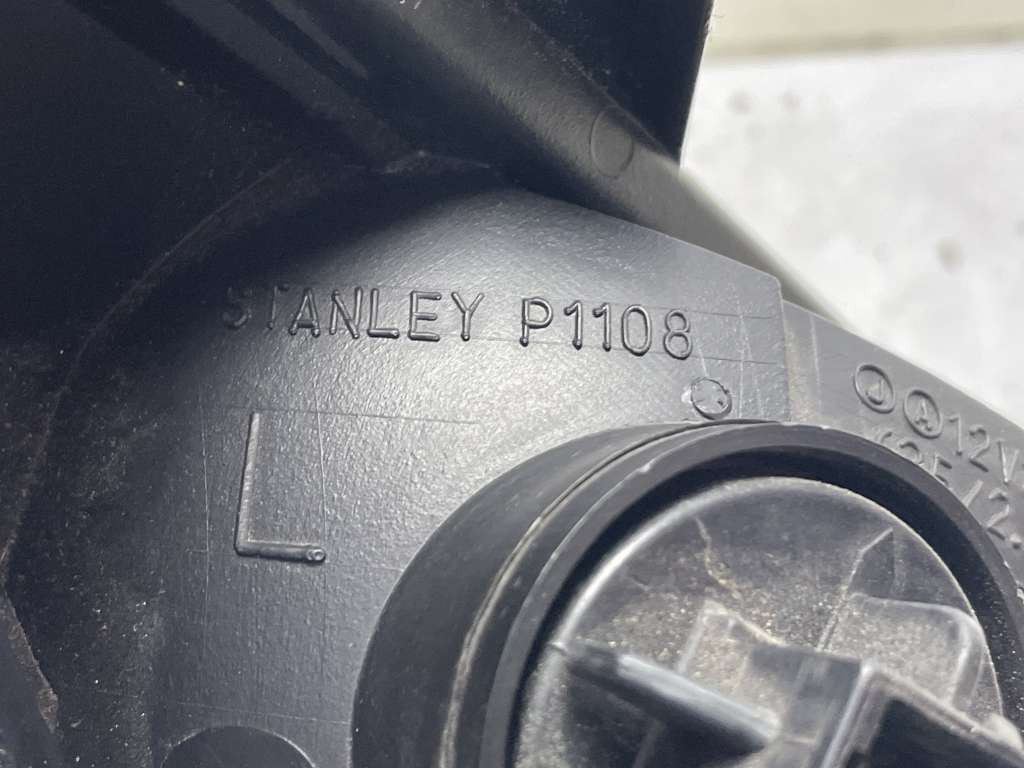 STANLEY P1108
L
J A 12V